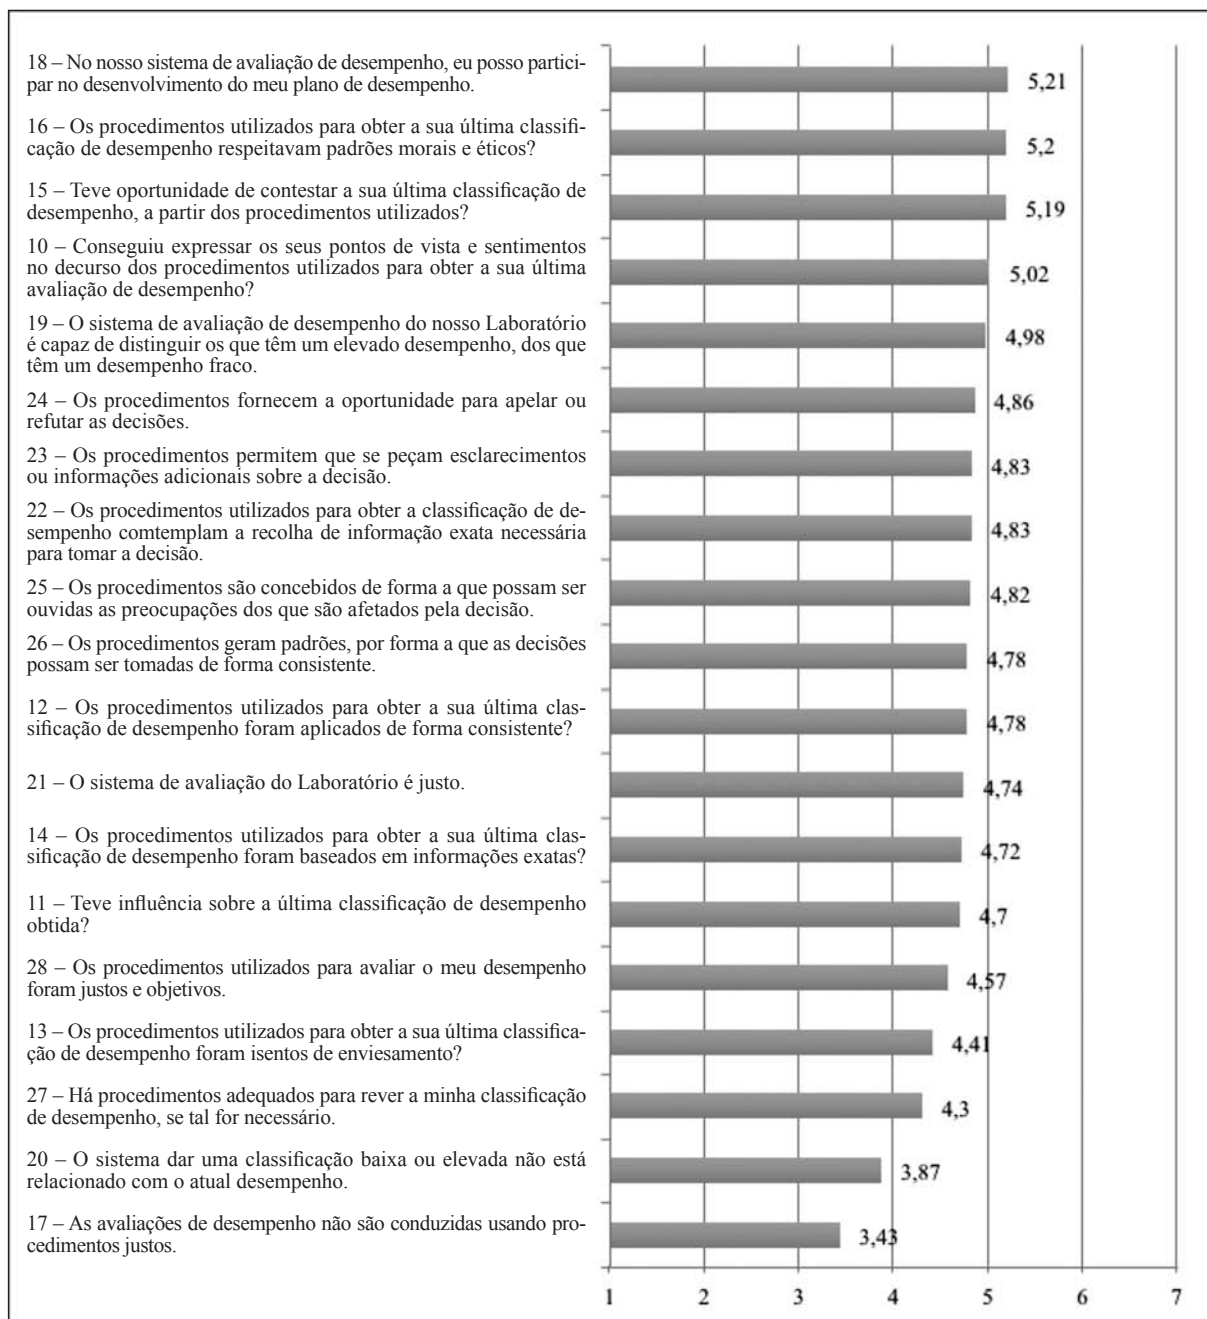 18 – No nosso sistema de avaliação de desempenho, eu posso partici-
par no desenvolvimento do meu plano de desempenho.
5,21
16 – Os procedimentos utilizados para obter a sua última classifi-
cação de desempenho respeitavam padrões morais e éticos?
5,2
15 – Teve oportunidade de contestar a sua última classificação de
desempenho, a partir dos procedimentos utilizados?
5,19
10 – Conseguiu expressar os seus pontos de vista e sentimentos
no decurso dos procedimentos utilizados para obter a sua última
avaliação de desempenho?
5,02
19 – O sistema de avaliação de desempenho do nosso Laboratório
é capaz de distinguir os que têm um elevado desempenho, dos que
têm um desempenho fraco.
4,98
24 – Os procedimentos fornecem a oportunidade para apelar ou
refutar as decisões.
4,86
23 – Os procedimentos permitem que se peçam esclarecimentos
ou informações adicionais sobre a decisão.
4,83
22 – Os procedimentos utilizados para obter a classificação de de-
sempenho comtemplam a recolha de informação exata necessária
para tomar a decisão.
4,83
25 – Os procedimentos são concebidos de forma a que possam ser
ouvidas as preocupações dos que são afetados pela decisão.
4,82
26 – Os procedimentos geram padrões, por forma a que as decisões
possam ser tomadas de forma consistente.
4,78
12 – Os procedimentos utilizados para obter a sua última clas-
sificação de desempenho foram aplicados de forma consistente?
4,78
21 – O sistema de avaliação do Laboratório é justo.
4,74
14 – Os procedimentos utilizados para obter a sua última clas-
sificação de desempenho foram baseados em informações exatas?
4,72
11 – Teve influência sobre a última classificação de desempenho
obtida?
4,7
28 – Os procedimentos utilizados para avaliar o meu desempenho
foram justos e objetivos.
4,57
13 – Os procedimentos utilizados para obter a sua última classifica-
ção de desempenho foram isentos de enviesamento?
4,41
27 – Há procedimentos adequados para rever a minha classificação
de desempenho, se tal for necessário.
4,3
20 – O sistema dar uma classificação baixa ou elevada não está
relacionado com o atual desempenho.
3,87
17 – As avaliações de desempenho não são conduzidas usando pro-
cedimentos justos.
3,43
1 2 3 4 5 6 7